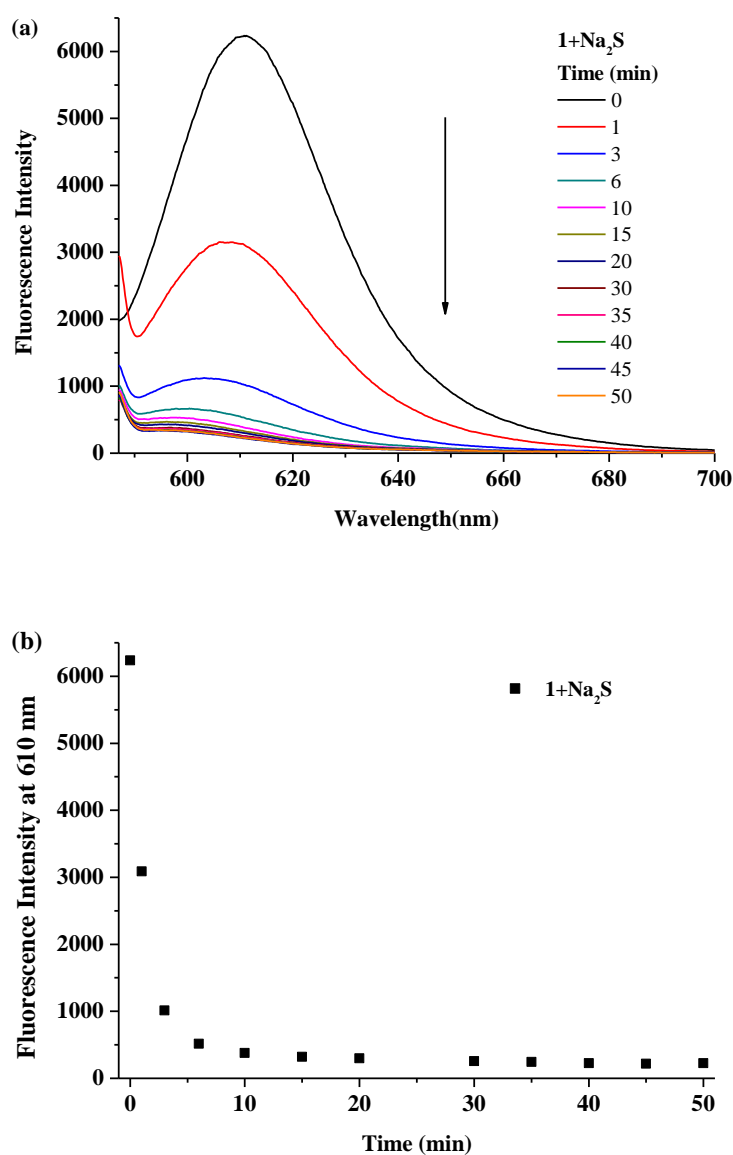 (a)
1+Na₂S
Time (min)
0
1
3
6
10
15
20
30
35
40
45
50
Fluorescence Intensity
6000
5000
4000
3000
2000
1000
0
600 620 640 660 680 700
Wavelength(nm)
(b)
1+Na₂S
Fluorescence Intensity at 610 nm
6000
5000
4000
3000
2000
1000
0
0 10 20 30 40 50
Time (min)